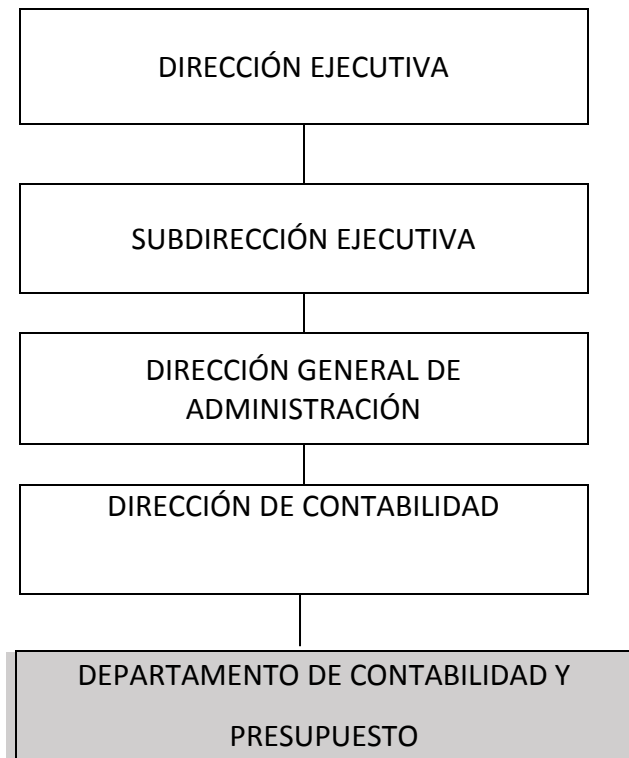 DIRECCIÓN EJECUTIVA
SUBDIRECCIÓN EJECUTIVA
DIRECCIÓN GENERAL DE
ADMINISTRACIÓN
DIRECCIÓN DE CONTABILIDAD
DEPARTAMENTO DE CONTABILIDAD Y
PRESUPUESTO